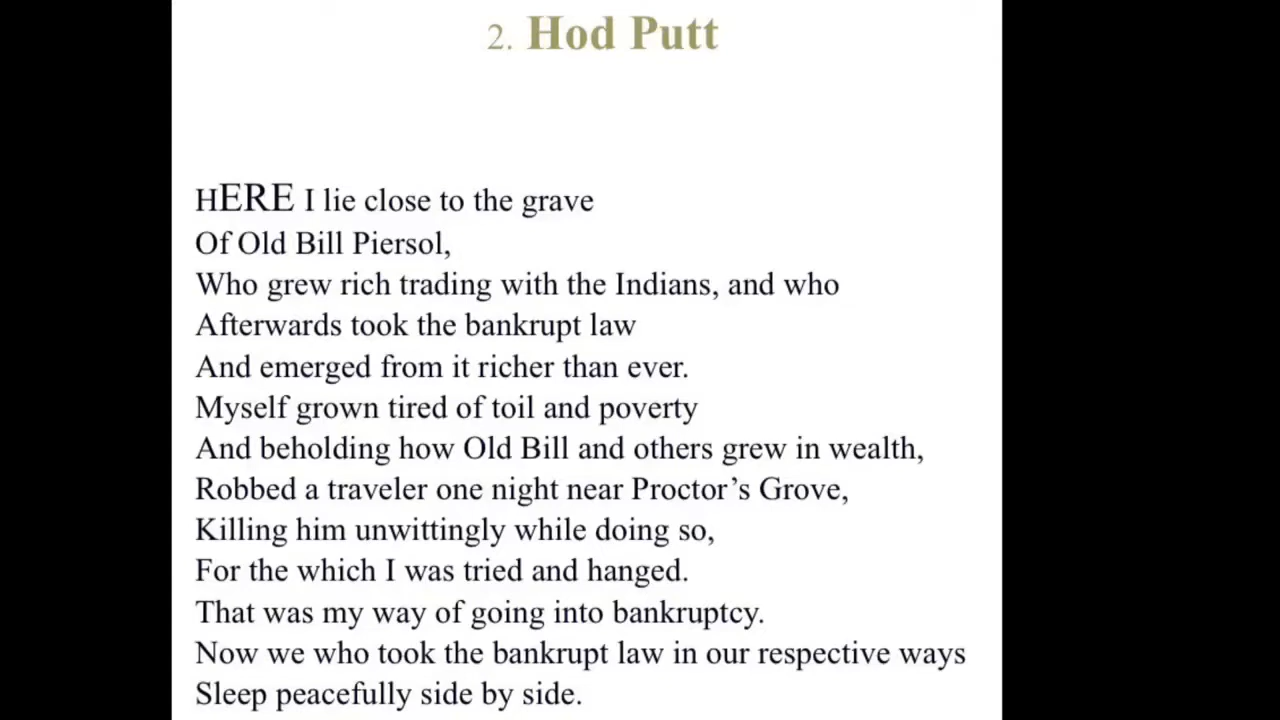 2. Hod Putt
HERE I lie close to the grave
Of Old Bill Piersol,
Who grew rich trading with the Indians, and who
Afterwards took the bankrupt law
And emerged from it richer than ever.
Myself grown tired of toil and poverty
And beholding how Old Bill and others grew in wealth,
Robbed a traveler one night near Proctor’s Grove,
Killing him unwittingly while doing so,
For the which I was tried and hanged.
That was my way of going into bankruptcy.
Now we who took the bankrupt law in our respective ways
Sleep peacefully side by side.